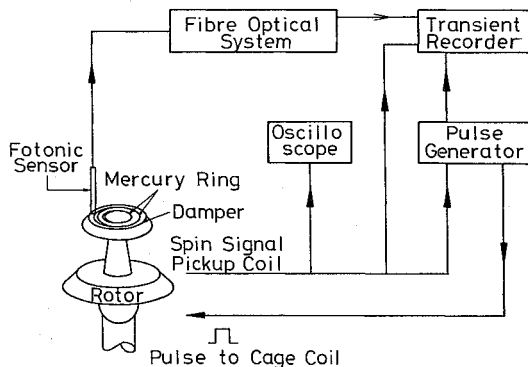 Fibre Optical
System
Transient
Recorder
Oscillo
scope
Pulse
Generator
Fotonic
Sensor
Mercury Ring
Damper
Spin Signal
Pickup Coil
Rotor
Pulse to Cage Coil